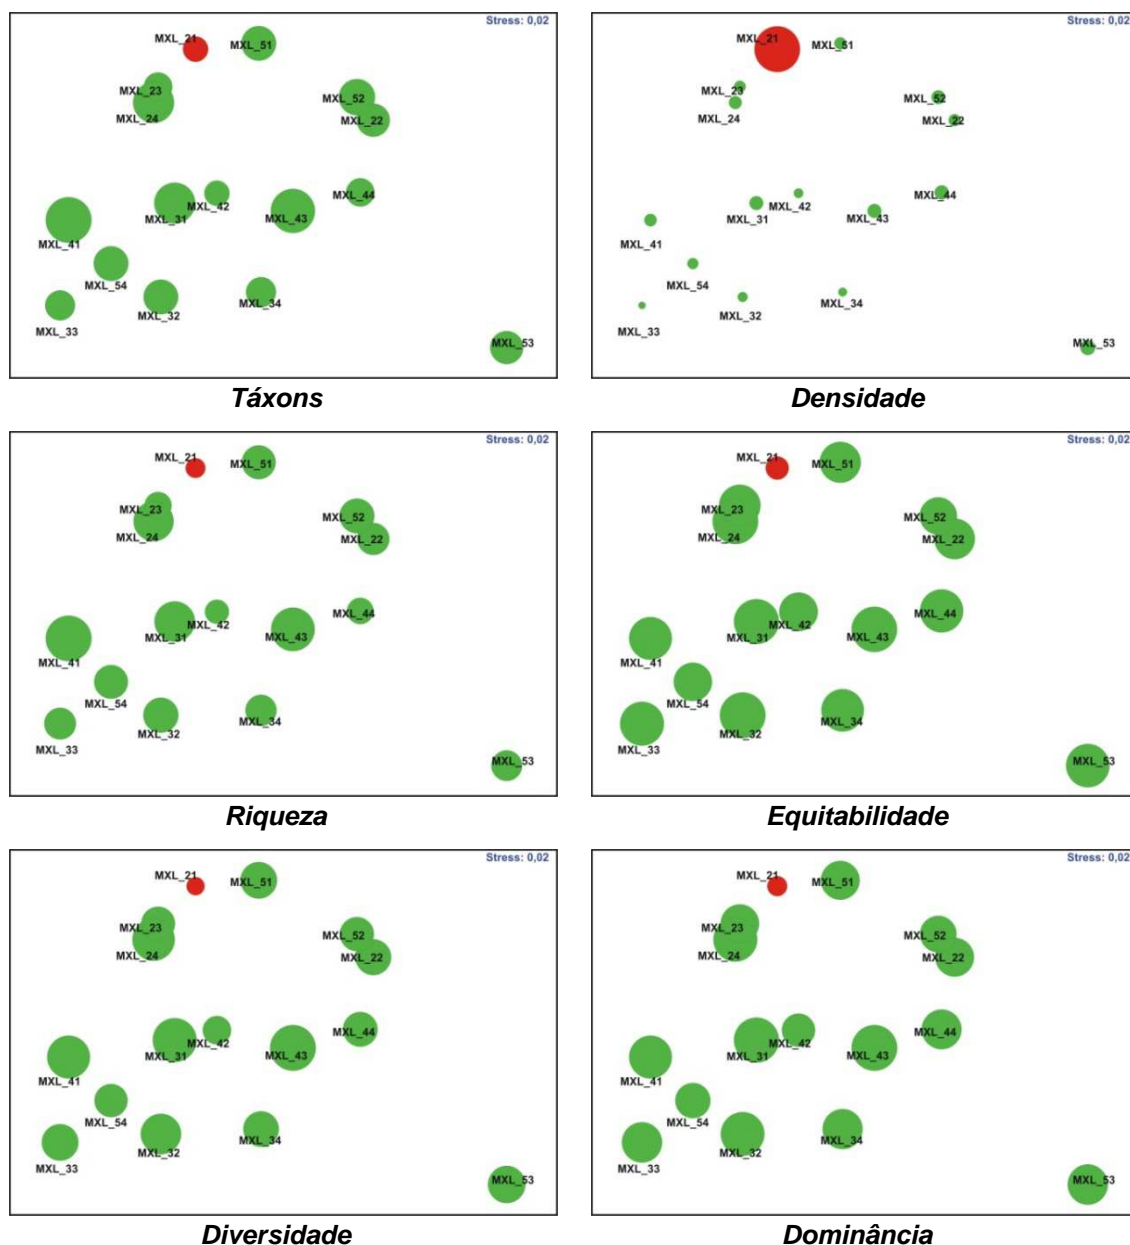 Stress: 0,02
MXL_21
MXL_51
MXL_23
MXL_24
MXL_52
MXL_22
MXL_44
MXL_42
MXL_31
MXL_43
MXL_41
MXL_54
MXL_33
MXL_32
MXL_34
MXL_53
Táxons
Stress: 0,02
MXL_21
MXL_51
MXL_23
MXL_24
MXL_52
MXL_22
MXL_44
MXL_42
MXL_31
MXL_43
MXL_41
MXL_54
MXL_33
MXL_32
MXL_34
MXL_53
Densidade
Stress: 0,02
MXL_21
MXL_51
MXL_23
MXL_24
MXL_52
MXL_22
MXL_44
MXL_42
MXL_31
MXL_43
MXL_41
MXL_54
MXL_33
MXL_32
MXL_34
MXL_53
Riqueza
Stress: 0,02
MXL_21
MXL_51
MXL_23
MXL_24
MXL_52
MXL_22
MXL_44
MXL_42
MXL_31
MXL_43
MXL_41
MXL_54
MXL_33
MXL_32
MXL_34
MXL_53
Equitabilidade
Stress: 0,02
MXL_21
MXL_51
MXL_23
MXL_24
MXL_52
MXL_22
MXL_44
MXL_42
MXL_31
MXL_43
MXL_41
MXL_54
MXL_33
MXL_32
MXL_34
MXL_53
Diversidade
Stress: 0,02
MXL_21
MXL_51
MXL_23
MXL_24
MXL_52
MXL_22
MXL_44
MXL_42
MXL_31
MXL_43
MXL_41
MXL_54
MXL_33
MXL_32
MXL_34
MXL_53
Dominância